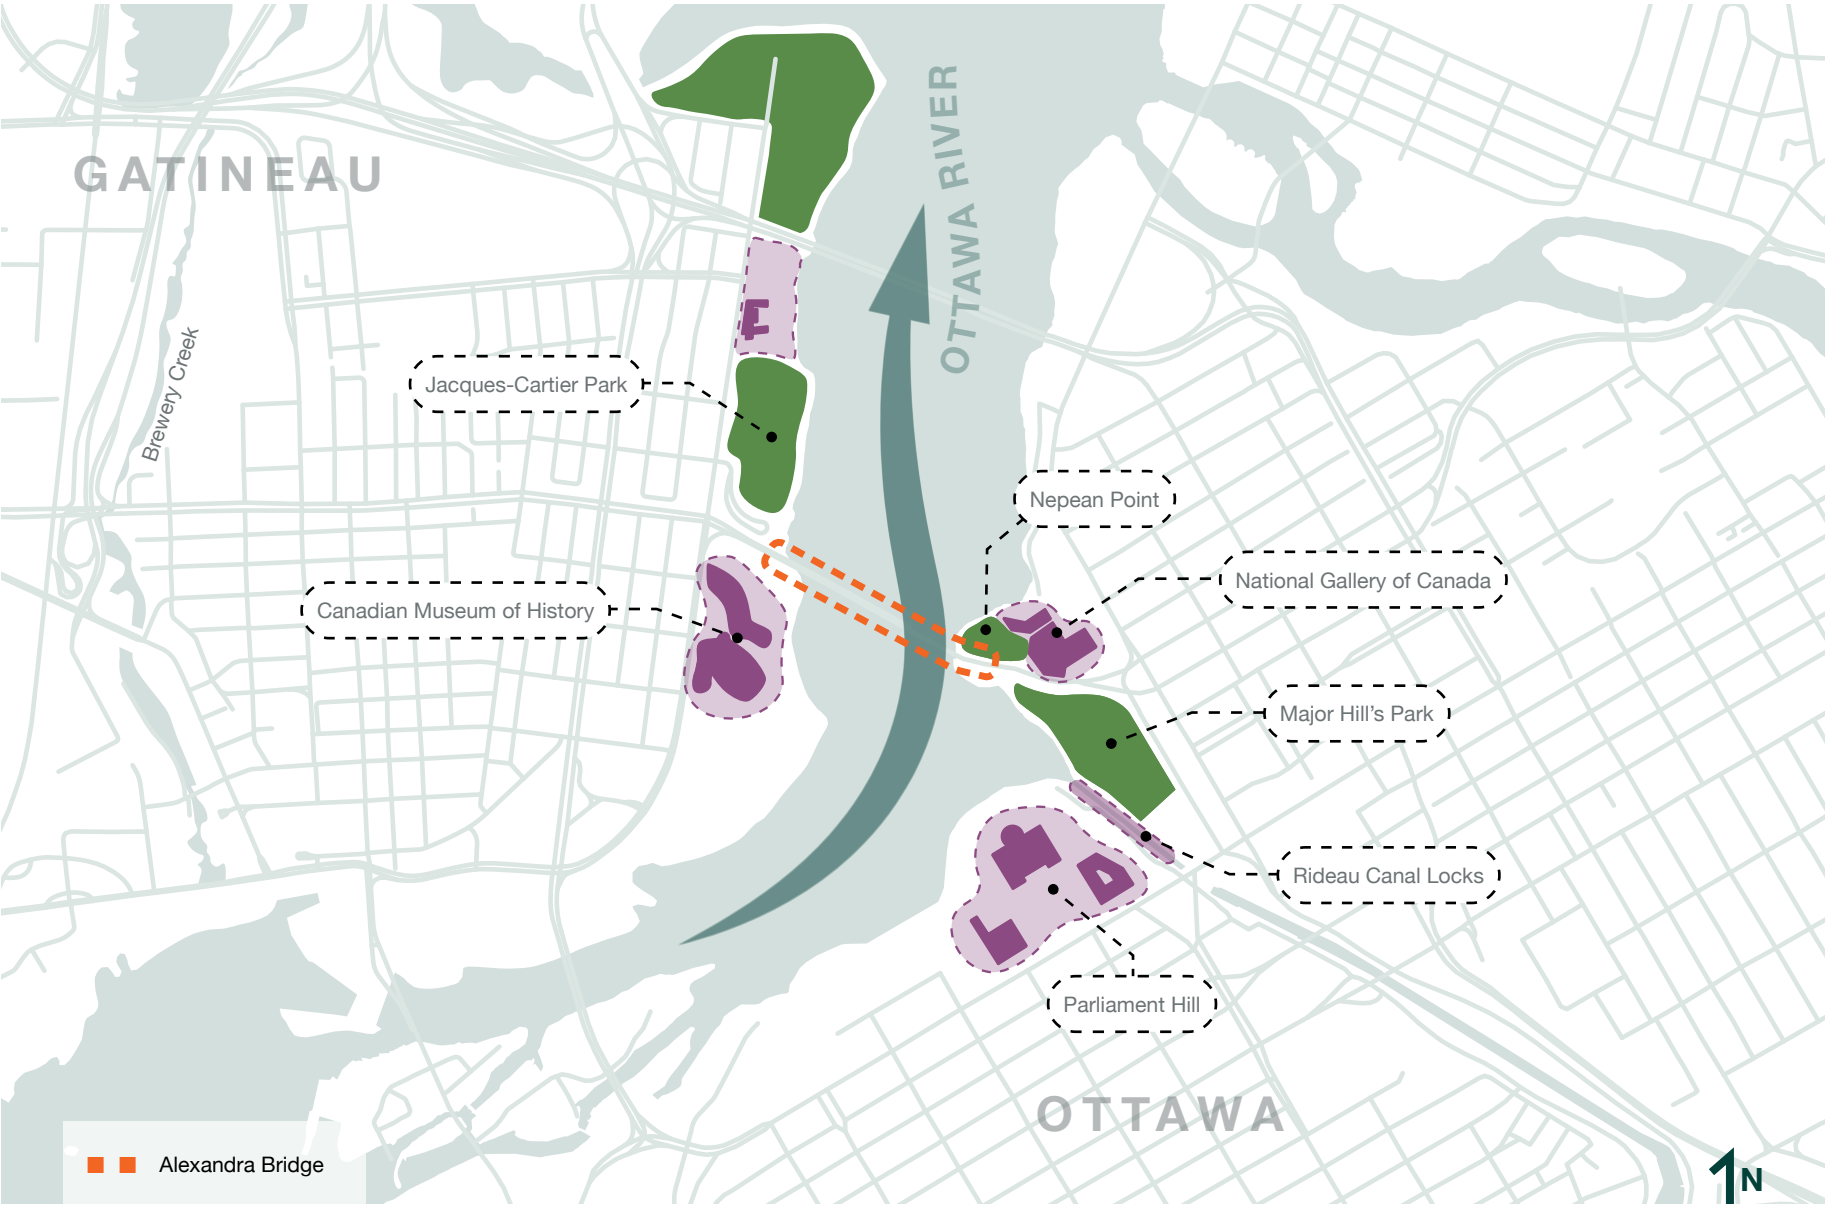 GATINEAU
OTTAWA RIVER
Brewery Creek
Jacques-Cartier Park
Nepean Point
National Gallery of Canada
Canadian Museum of History
Major Hill's Park
Rideau Canal Locks
Parliament Hill
OTTAWA
Alexandra Bridge
N